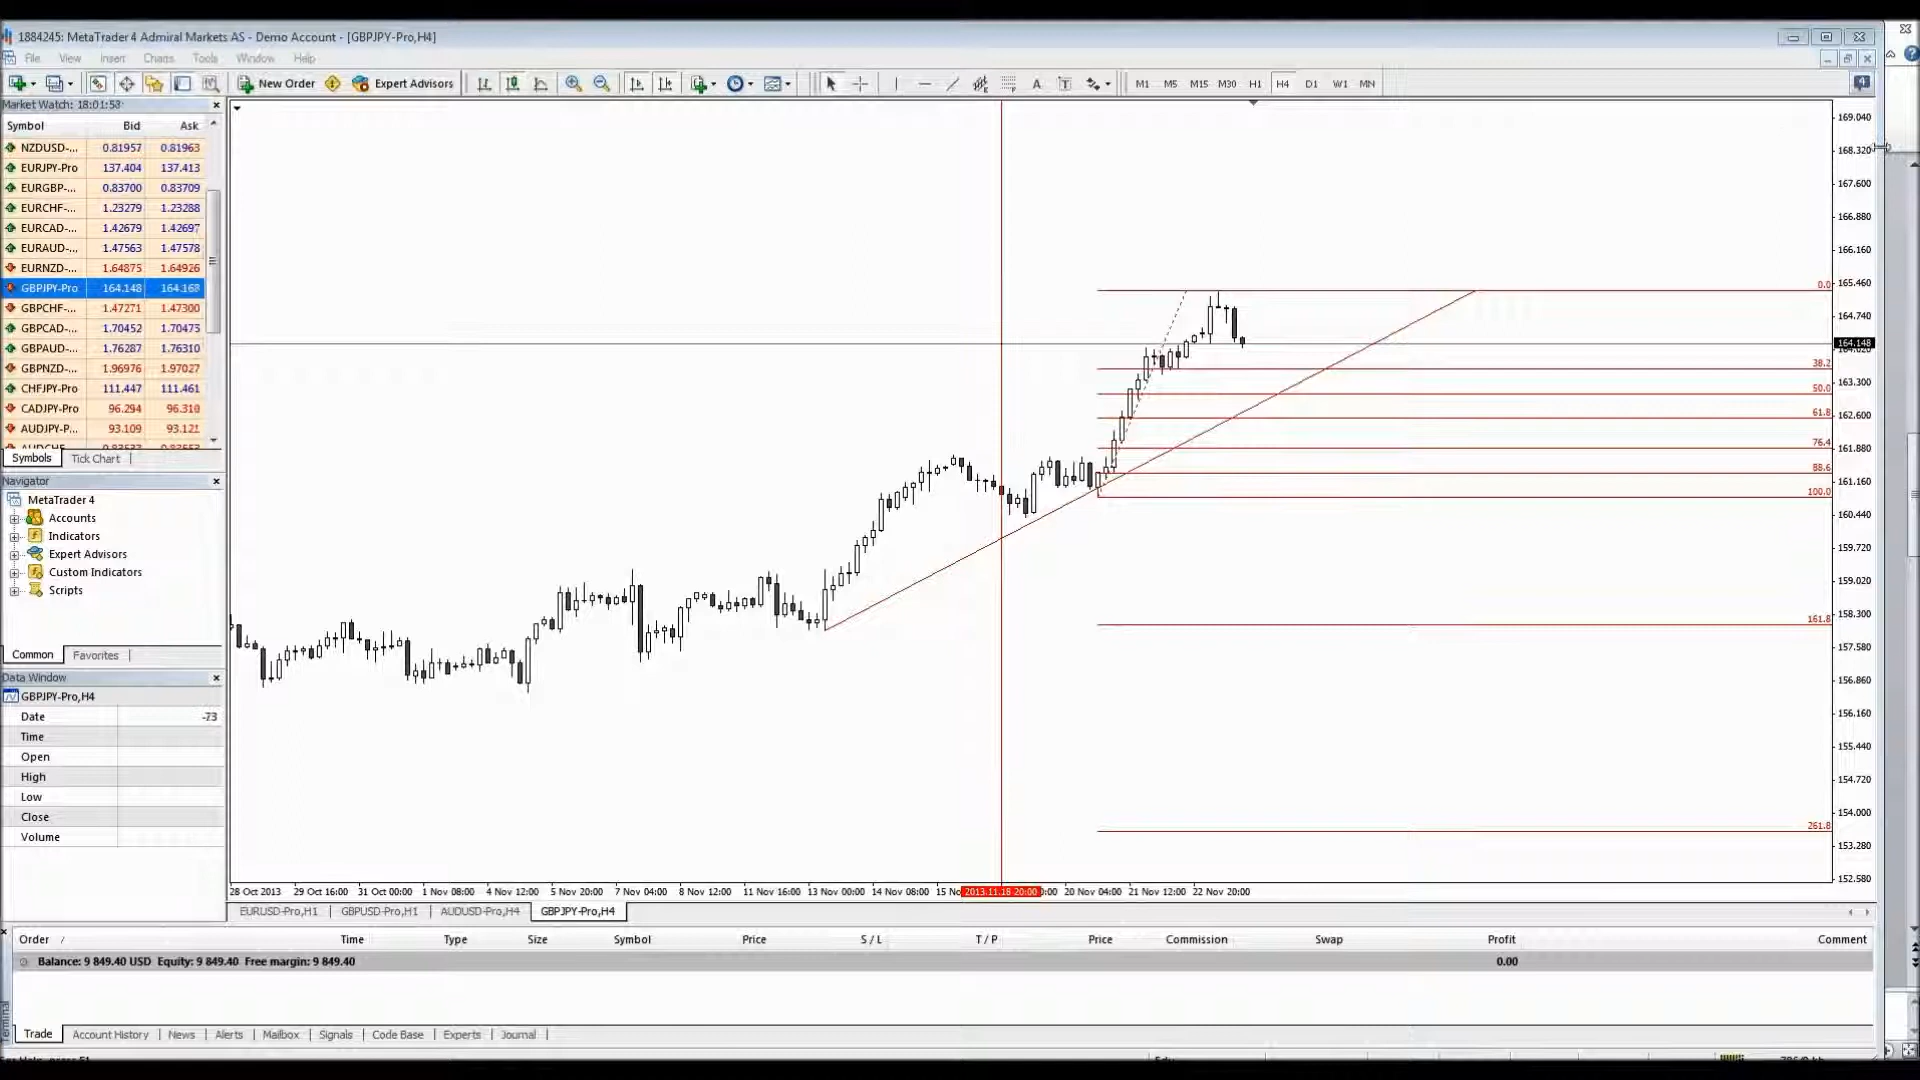 1884245: MetaTrader 4 Admiral Markets AS - Demo Account - [GBPJPY-Pro,H4]
File View Insert Charts Tools Window Help
New Order Expert Advisors A T M1 M5 M15 M30 H1 H4 D1 W1 MN 4
Market Watch: 18:01:53
Symbol Bid Ask
NZDUSD-... 0.81957 0.81963
EURJPY-Pro 137.404 137.413
EURGBP-... 0.83700 0.83709
EURCHF-... 1.23279 1.23288
EURCAD-... 1.42679 1.42697
EURAUD-... 1.47563 1.47578
EURNZD-... 1.64875 1.64926
GBPJPY-Pro 164.148 164.168
GBPCHF-... 1.47271 1.47300
GBPCAD-... 1.70452 1.70473
GBPAUD-... 1.76287 1.76310
GBPNZD-... 1.96976 1.97027
CHFJPY-Pro 111.447 111.461
CADJPY-Pro 96.294 96.310
AUDJPY-P... 93.109 93.121
Symbols Tick Chart
Navigator
MetaTrader 4
Accounts
Indicators
Expert Advisors
Custom Indicators
Scripts
Common Favorites
Data Window
GBPJPY-Pro,H4
Date -73
Time
Open
High
Low
Close
Volume
169.040
168.320
167.600
166.880
166.160
165.460
164.740
164.148
164.020
163.300
162.600
161.880
161.160
160.440
159.720
159.020
158.300
157.580
156.860
156.160
155.440
154.720
154.000
153.280
152.580
0.0
38.2
50.0
61.8
76.4
88.6
100.0
161.8
261.8
28 Oct 2013 29 Oct 16:00 31 Oct 00:00 1 Nov 08:00 4 Nov 12:00 5 Nov 20:00 7 Nov 04:00 8 Nov 12:00 11 Nov 16:00 13 Nov 00:00 14 Nov 08:00 15 No 2013.11.18 20:00 0:00 20 Nov 04:00 21 Nov 12:00 22 Nov 20:00
EURUSD-Pro,H1 GBPUSD-Pro,H1 AUDUSD-Pro,H4 GBPJPY-Pro,H4
Order / Time Type Size Symbol Price S / L T / P Price Commission Swap Profit Comment
Balance: 9 849.40 USD Equity: 9 849.40 Free margin: 9 849.40 0.00
Terminal
Trade Account History News Alerts Mailbox Signals Code Base Experts Journal